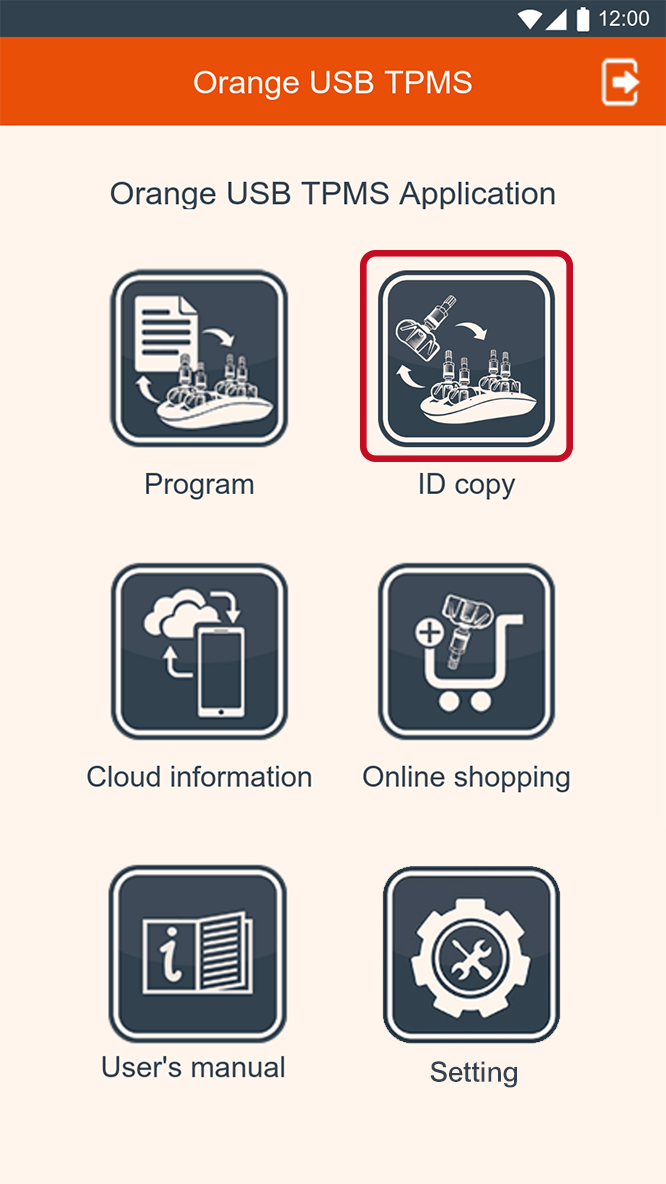 12:00
Orange USB TPMS
Orange USB TPMS Application
Program
ID copy
Cloud information
Online shopping
i
User's manual
Setting